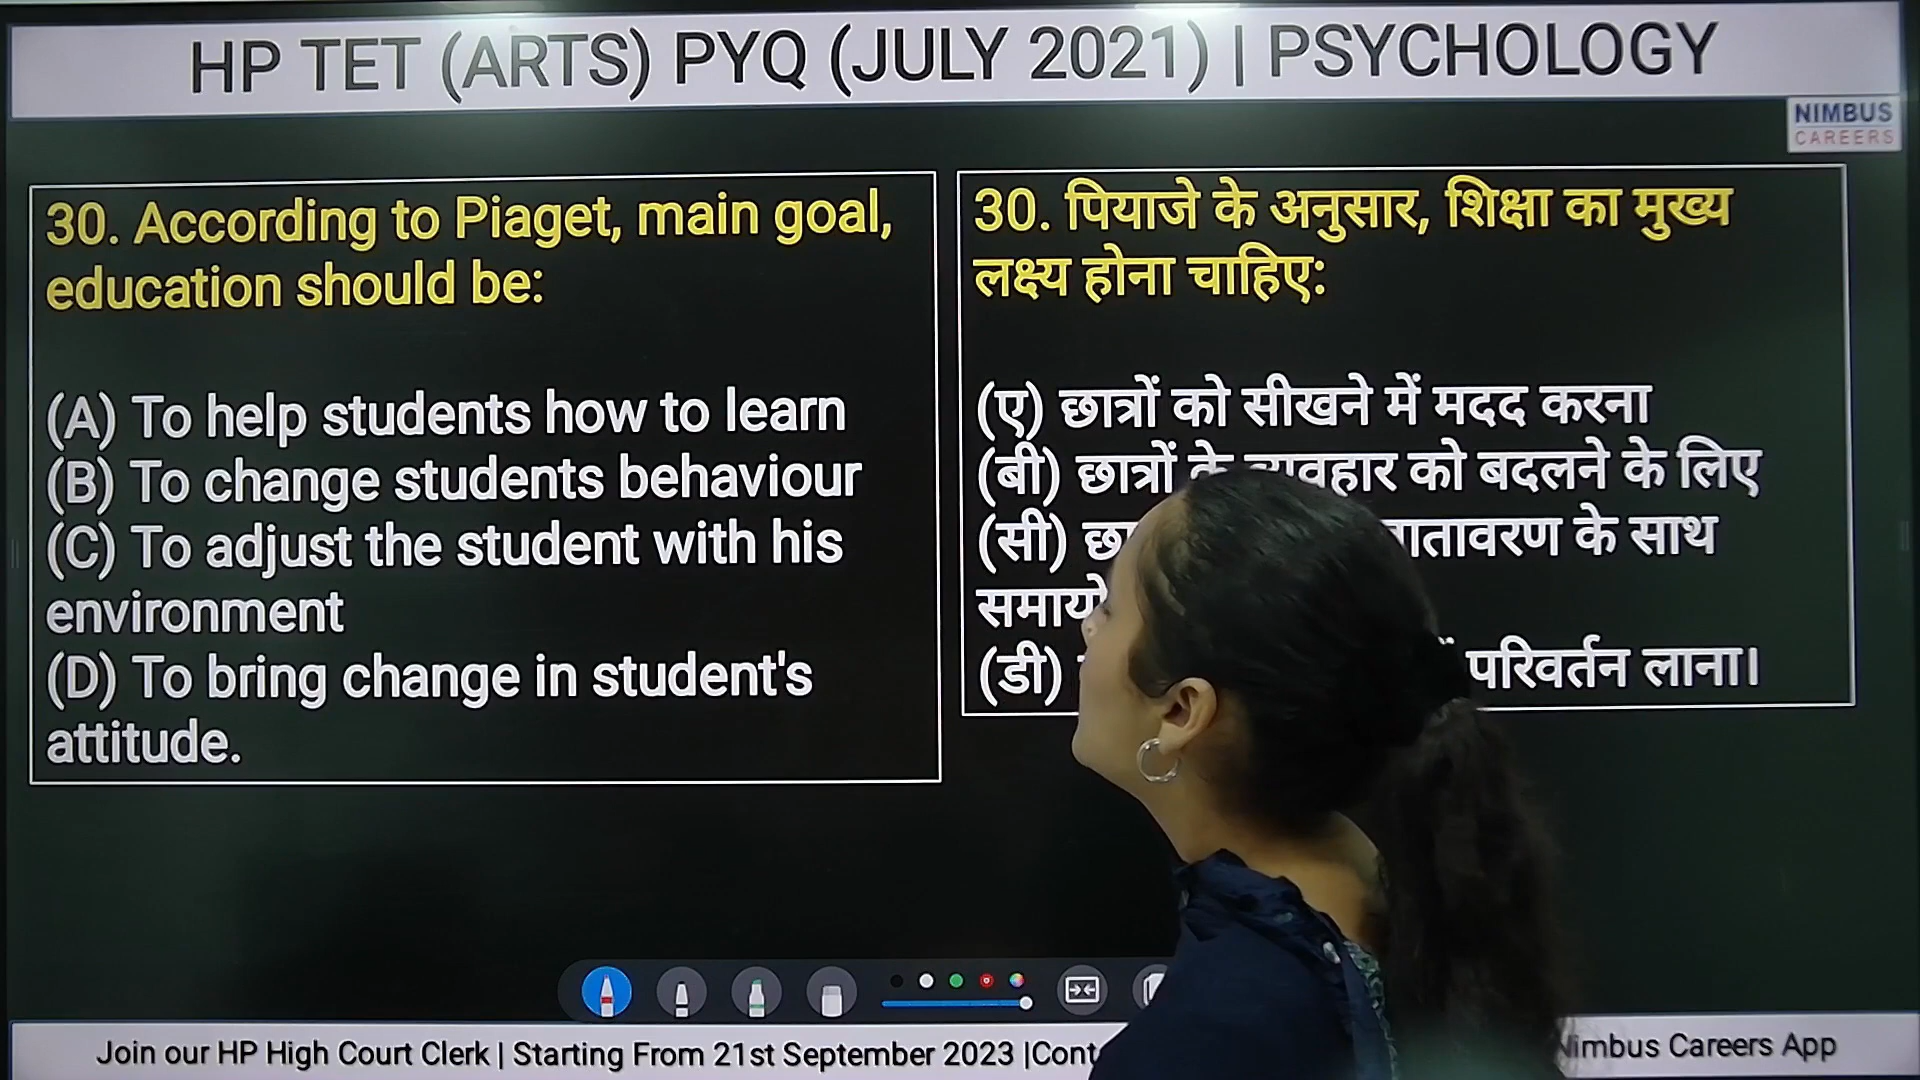 HP TET (ARTS) PYQ (JULY 2021) | PSYCHOLOGY
NIMBUS
CAREERS
30. According to Piaget, main goal,
education should be:
(A) To help students how to learn
(B) To change students behaviour
(C) To adjust the student with his
environment
(D) To bring change in student's
attitude.
30. पियाजे के अनुसार, शिक्षा का मुख्य
लक्ष्य होना चाहिए:
(ए) छात्रों को सीखने में मदद करना
(बी) छात्रों के व्यवहार को बदलने के लिए
(सी) के साथ
(डी) परिवर्तन लाना।
Join our HP High Court Clerk | Starting From 21st September 2023 |
Nimbus Careers App